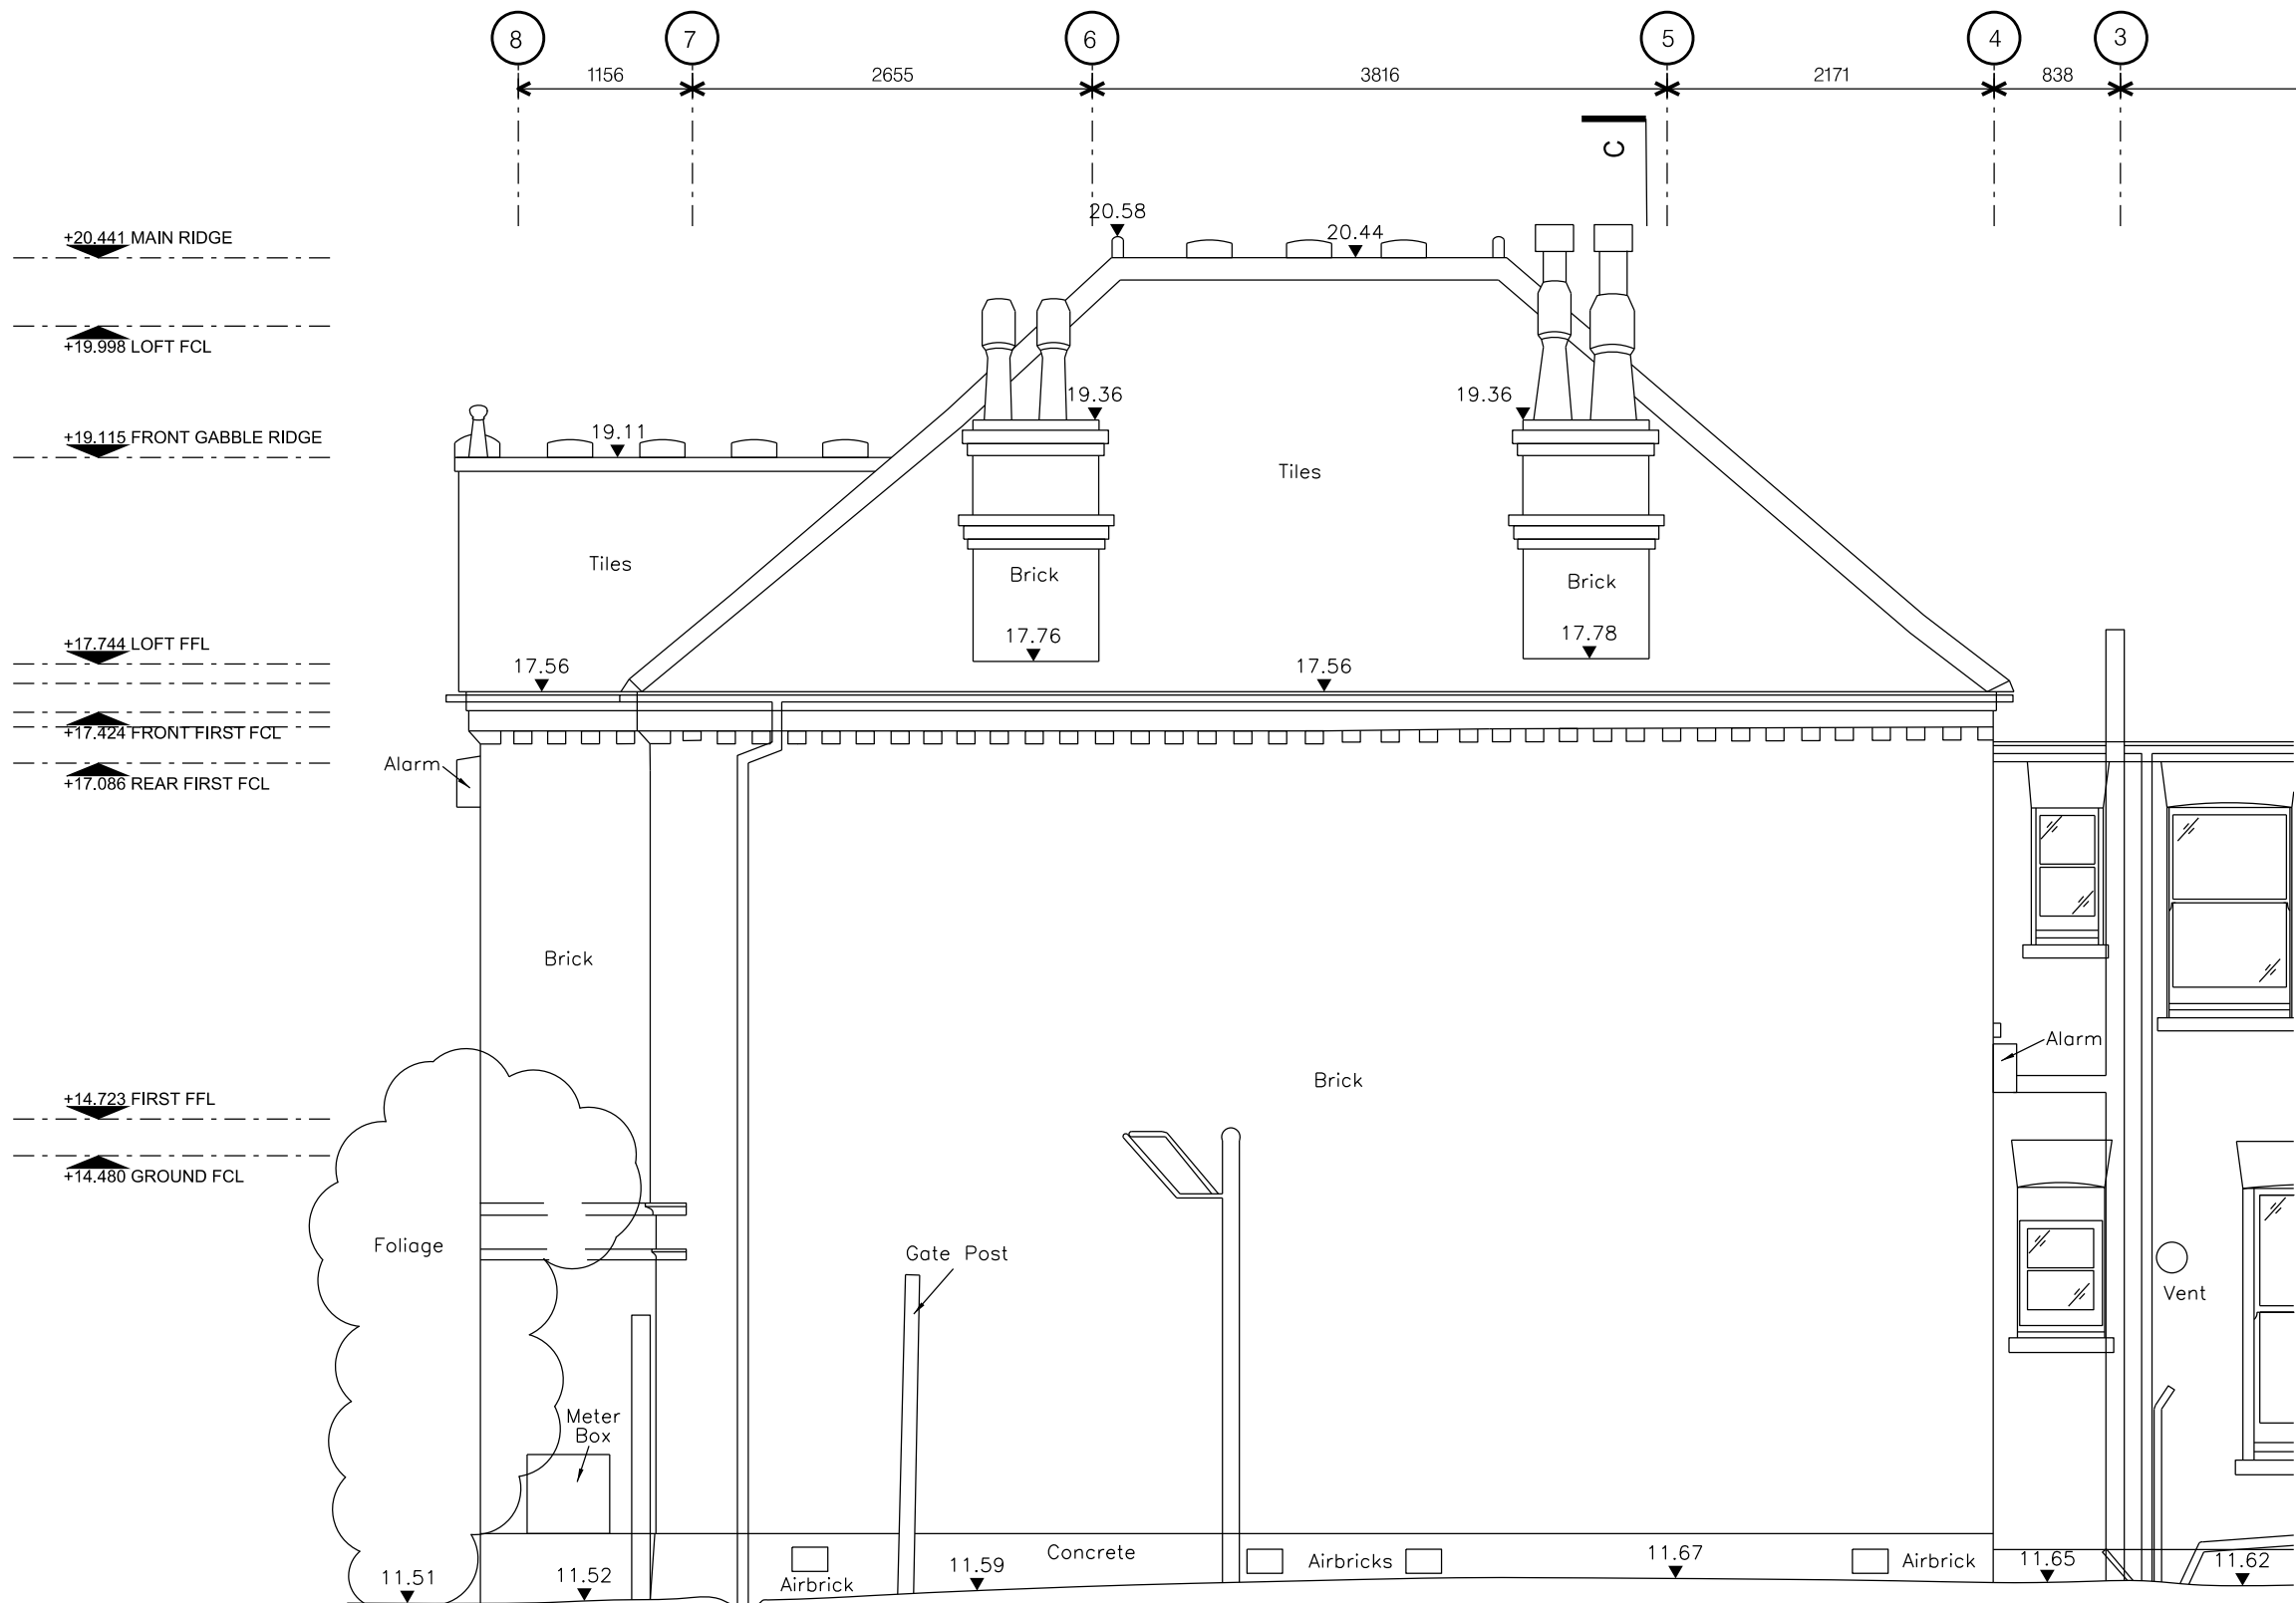 8 7 6 5 4 3
1156 2655 3816 2171 838
C
20.58
20.44
+20.441 MAIN RIDGE
+19.998 LOFT FCL
19.36 19.36
+19.115 FRONT GABBLE RIDGE
19.11
Tiles
Tiles
Brick Brick
17.76 17.78
+17.744 LOFT FFL
17.56 17.56
+17.424 FRONT FIRST FCL
Alarm
+17.086 REAR FIRST FCL
Brick
Alarm
Brick
+14.723 FIRST FFL
+14.480 GROUND FCL
Foliage
Gate Post
Vent
Meter
Box
Concrete
11.59 11.67 11.65 11.62
Airbricks Airbrick
11.51 11.52
Airbrick